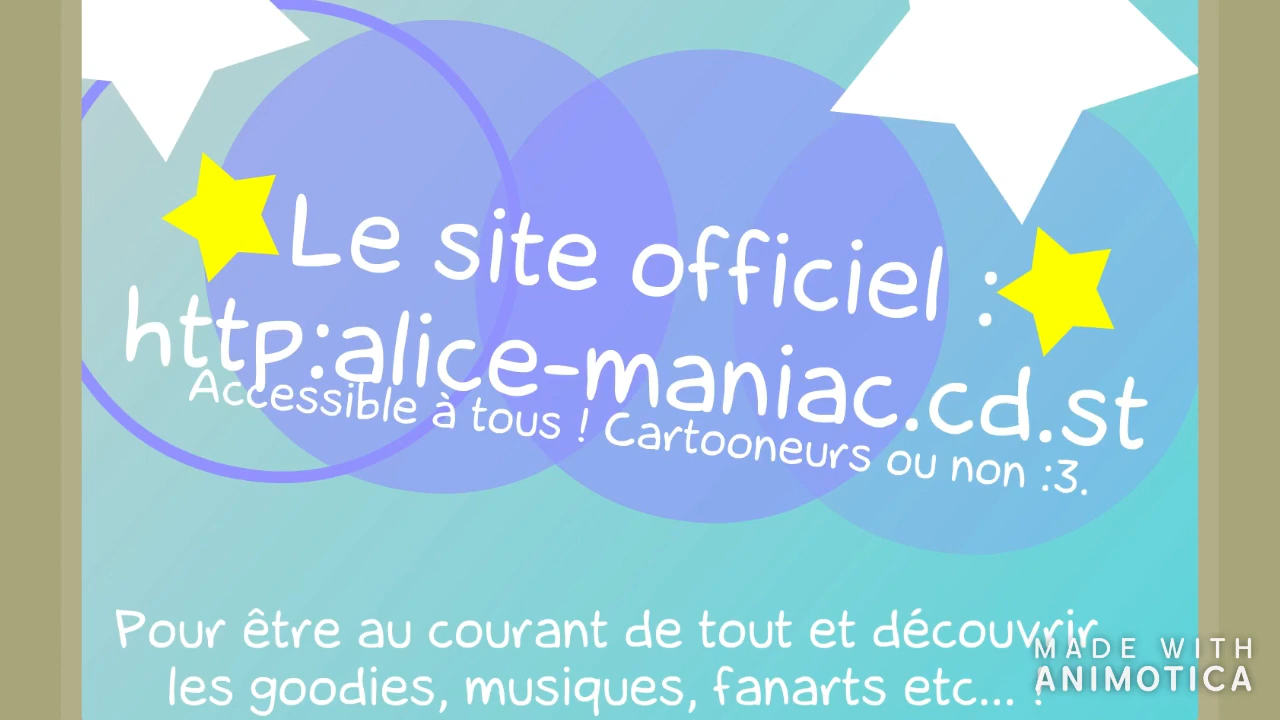 Le site officiel :
http:alice-maniac.cd.st
Accessible à tous ! Cartooneurs ou non :3.
Pour être au courant de tout et découvrir
les goodies, musiques, fanarts etc... !
MADE WITH
ANIMOTICA